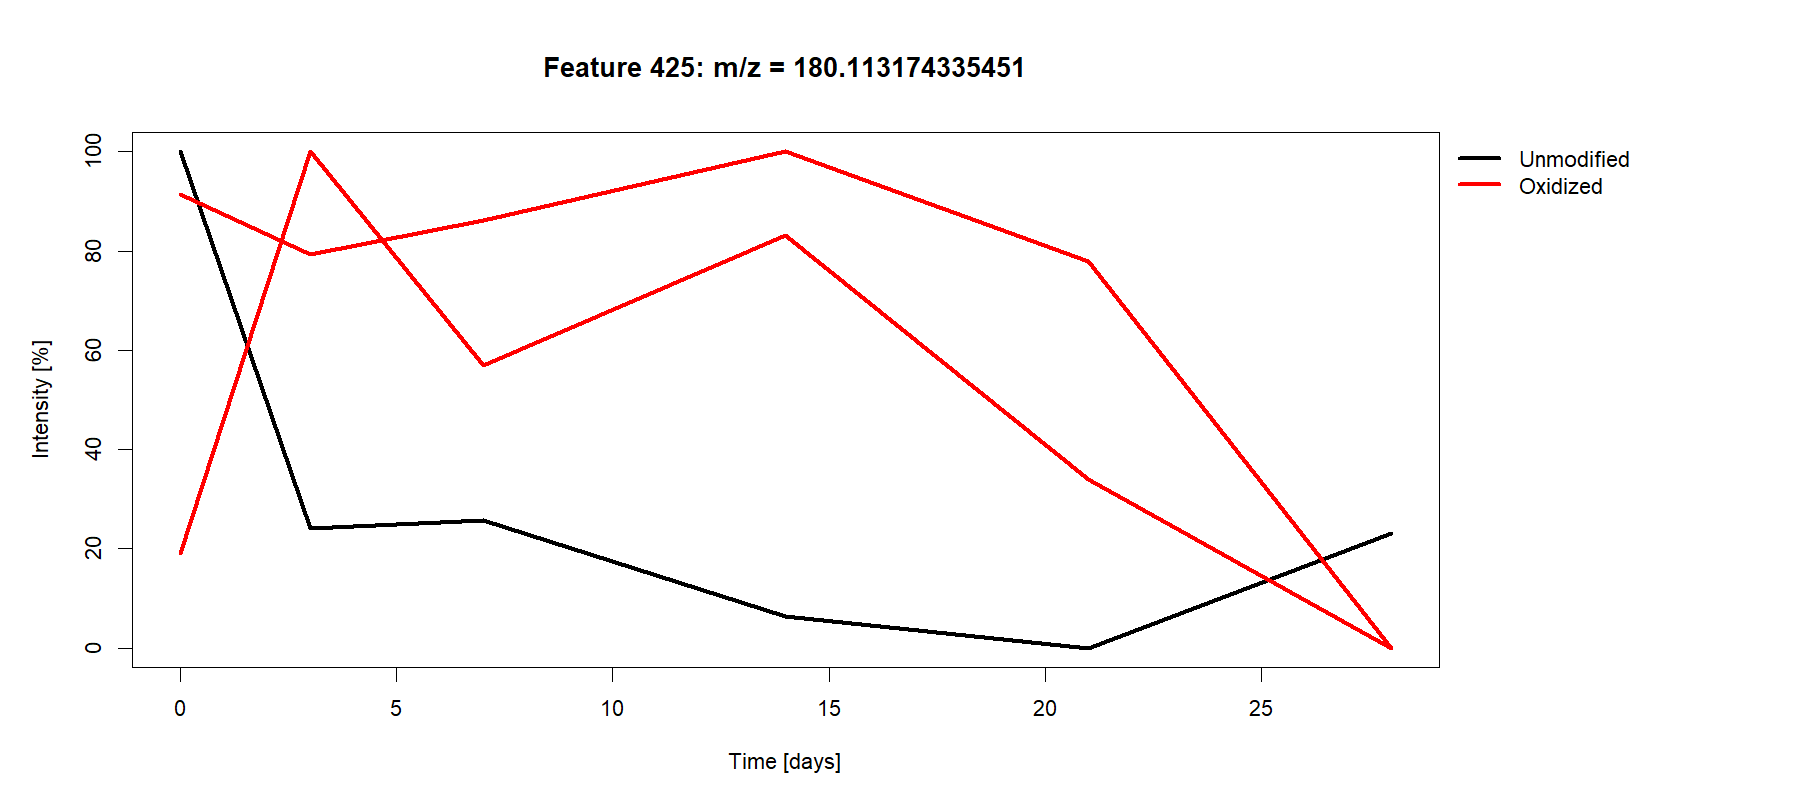 Feature 425: m/z = 180.113174335451
Unmodified
Oxidized
Intensity [%]
100
80
60
40
20
0
0 5 10 15 20 25
Time [days]